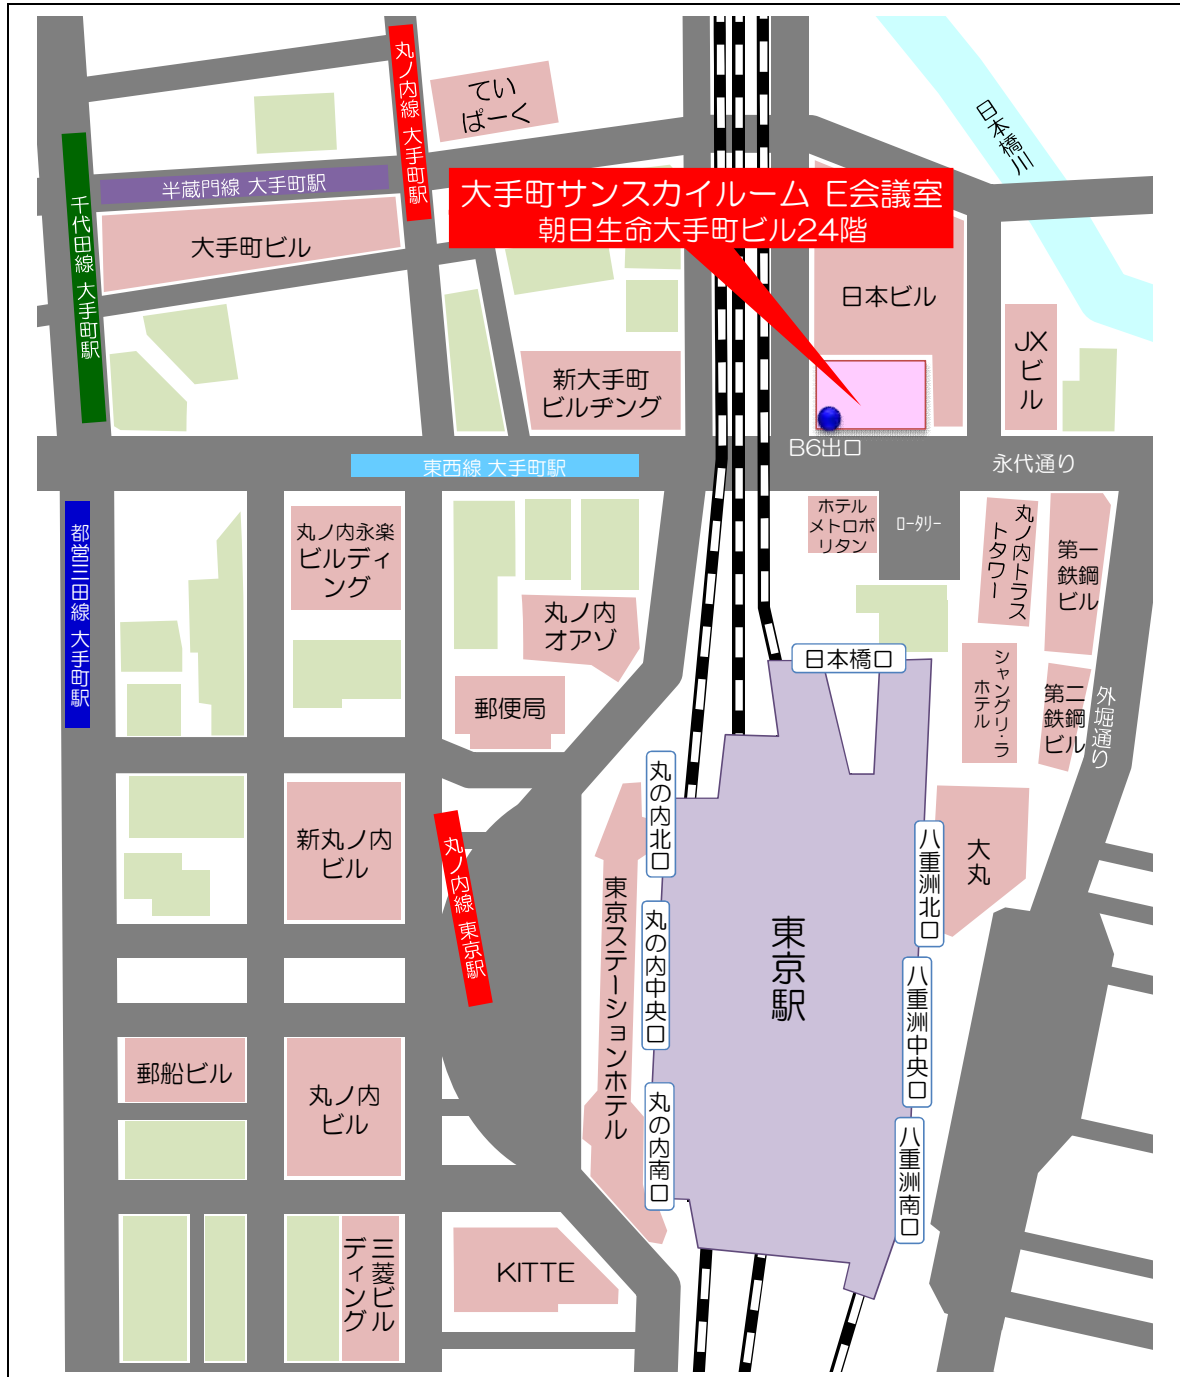 丸ノ内線 大手町駅
てい
ぱーく
日本橋川
千代田線 大手町駅
半蔵門線 大手町駅
大手町サンスカイルーム E会議室
朝日生命大手町ビル24階
大手町ビル
日本ビル
JX
ビ
ル
新大手町
ビルヂング
B6出口
永代通り
東西線 大手町駅
都営三田線 大手町駅
丸ノ内永楽
ビルディ
ング
ホテル
メトロポ
リタン
ロータリー
丸ノ内トラス
トタワー
第一
鉄鋼
ビル
丸ノ内
オアゾ
日本橋口
シャングリ・ラ
ホテル
第二
鉄鋼
ビル
外堀通り
郵便局
丸の内北口
新丸ノ内
ビル
丸ノ内線 東京駅
東京ステーションホテル
丸の内中央口
東京駅
八重洲北口
大丸
八重洲中央口
郵船ビル
丸ノ内
ビル
丸の内南口
八重洲南口
三菱ビル
ディング
KITTE